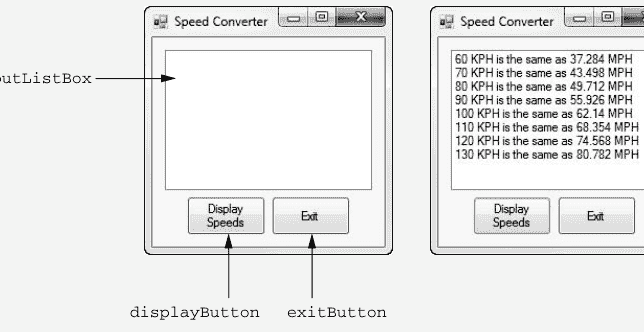 Speed Converter
outListBox
Display
Speeds
Exit
displayButton
exitButton
Speed Converter
60 KPH is the same as 37.284 MPH
70 KPH is the same as 43.498 MPH
80 KPH is the same as 49.712 MPH
90 KPH is the same as 55.926 MPH
100 KPH is the same as 62.14 MPH
110 KPH is the same as 68.354 MPH
120 KPH is the same as 74.568 MPH
130 KPH is the same as 80.782 MPH
Display
Speeds
Exit